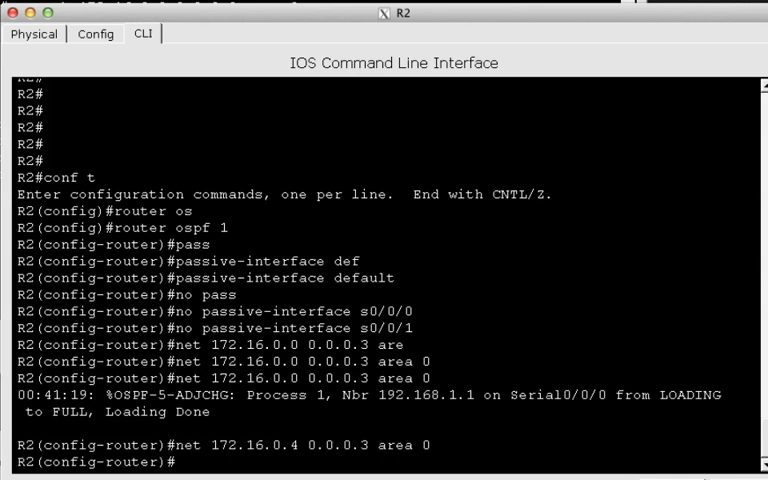 R2
Physical
Config
CLI
IOS Command Line Interface
R2#
R2#
R2#
R2#
R2#
R2#
R2#conf t
Enter configuration commands, one per line.  End with CNTL/Z.
R2(config)#router os
R2(config)#router ospf 1
R2(config-router)#pass
R2(config-router)#passive-interface def
R2(config-router)#passive-interface default
R2(config-router)#no pass
R2(config-router)#no passive-interface s0/0/0
R2(config-router)#no passive-interface s0/0/1
R2(config-router)#net 172.16.0.0 0.0.0.3 are
R2(config-router)#net 172.16.0.0 0.0.0.3 area 0
R2(config-router)#net 172.16.0.0 0.0.0.3 area 0
00:41:19: %OSPF-5-ADJCHG: Process 1, Nbr 192.168.1.1 on Serial0/0/0 from LOADING
to FULL, Loading Done
R2(config-router)#net 172.16.0.4 0.0.0.3 area 0
R2(config-router)#